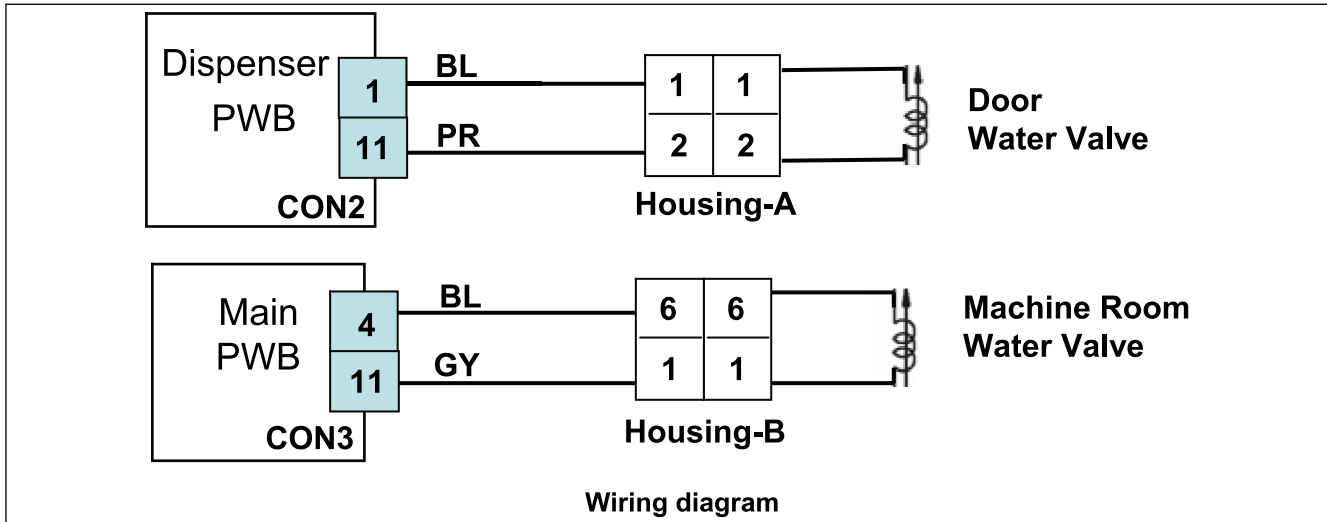 Dispenser
PWB
1
11
CON2
BL
PR
1 1
2 2
Housing-A
Door
Water Valve
Main
PWB
4
11
CON3
BL
GY
6 6
1 1
Housing-B
Machine Room
Water Valve
Wiring diagram